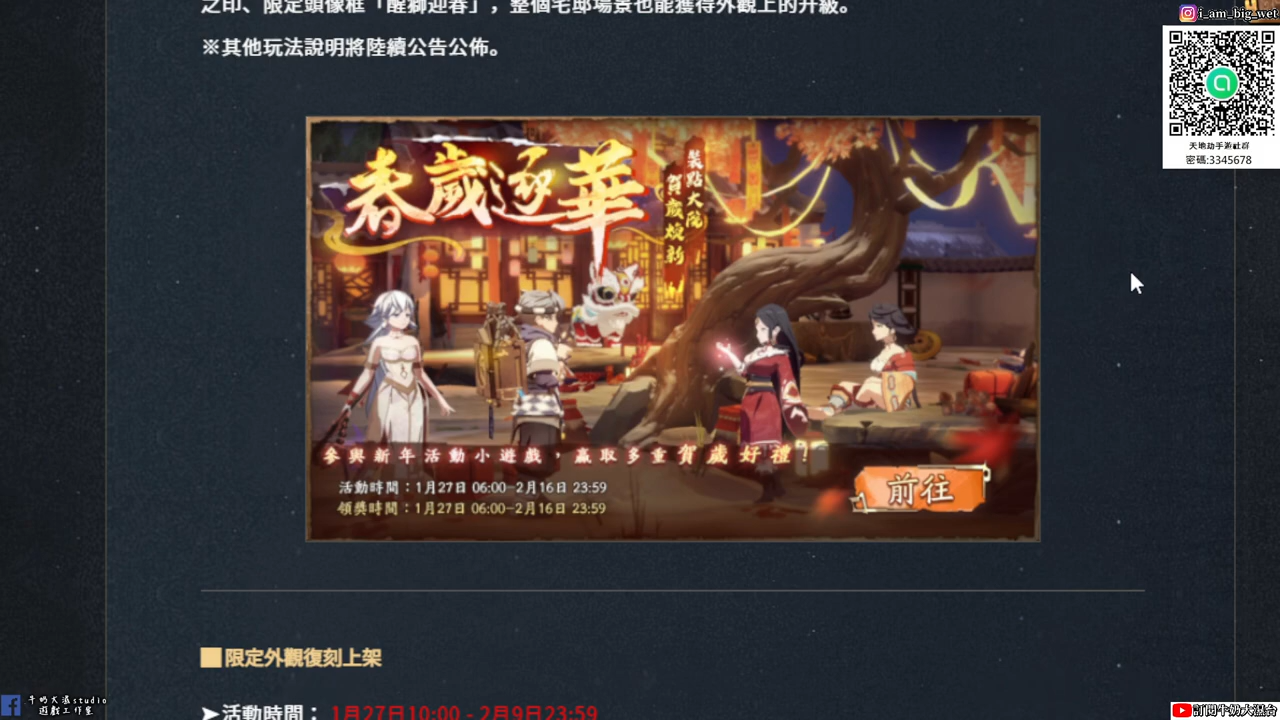 之印、限定頭像框「醒獅迎春」，整個宅邸場景也能獲得外觀上的升級。
※其他玩法說明將陸續公告公佈。
i_am_big_wet
天地劫手遊社群
密碼:3345678
春歲逐華
裝點大院
賀歲煥新
參與新年活動小遊戲，贏取多重賀歲好禮！
活動時間：1月27日 06:00-2月16日 23:59
領獎時間：1月27日 06:00-2月16日 23:59
前往
■限定外觀復刻上架
➤活動時間： 1月27日10:00 - 2月9日23:59
牛奶大濕studio
遊戲工作室
訂閱牛奶大濕台